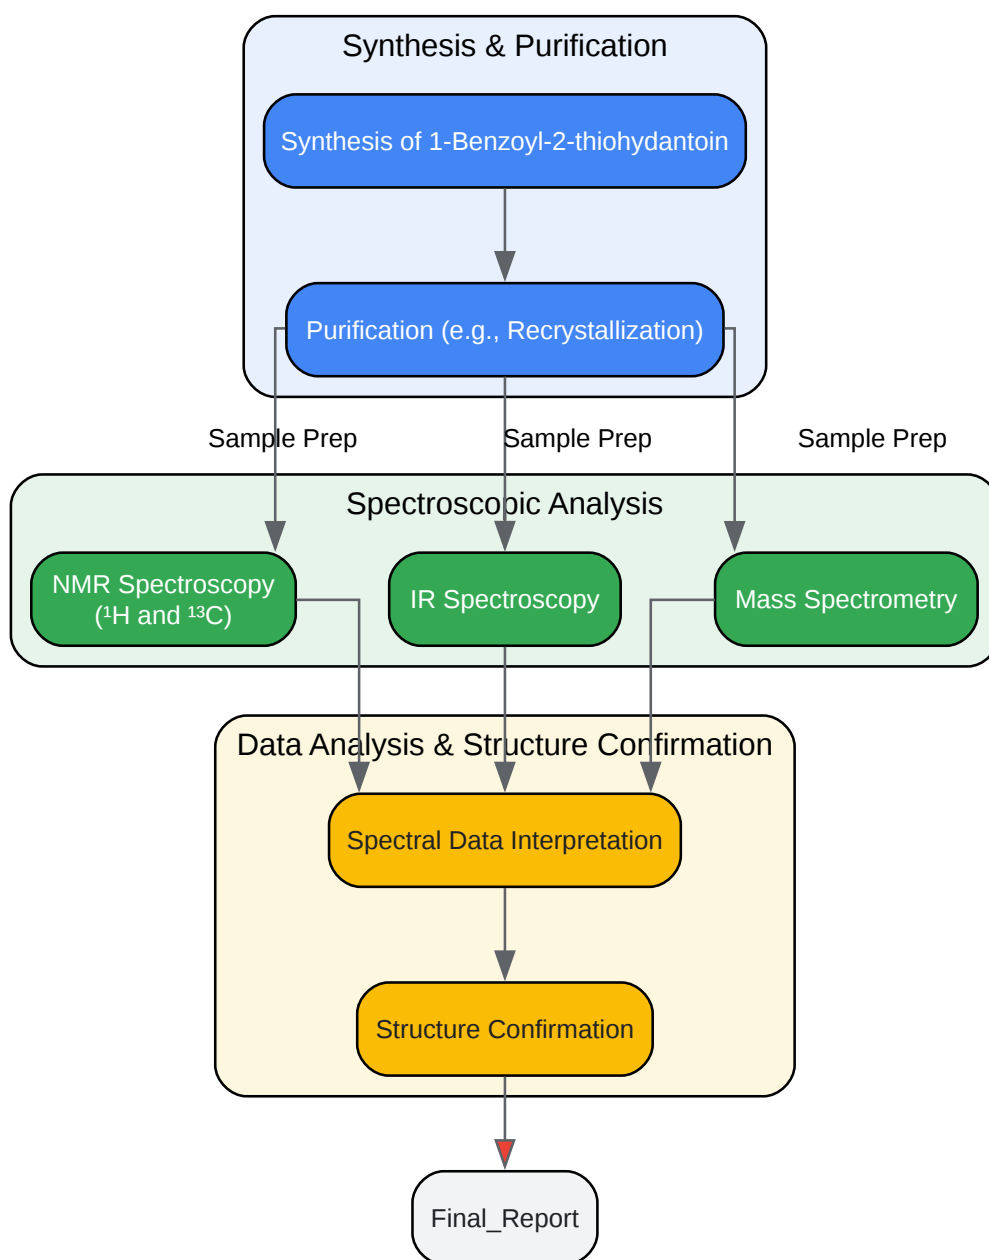 Synthesis & Purification
Synthesis of 1-Benzoyl-2-thiohydantoin
Purification (e.g., Recrystallization)
Sample Prep
Sample Prep
Sample Prep
Spectroscopic Analysis
NMR Spectroscopy
(¹H and ¹³C)
IR Spectroscopy
Mass Spectrometry
Data Analysis & Structure Confirmation
Spectral Data Interpretation
Structure Confirmation
Final_Report